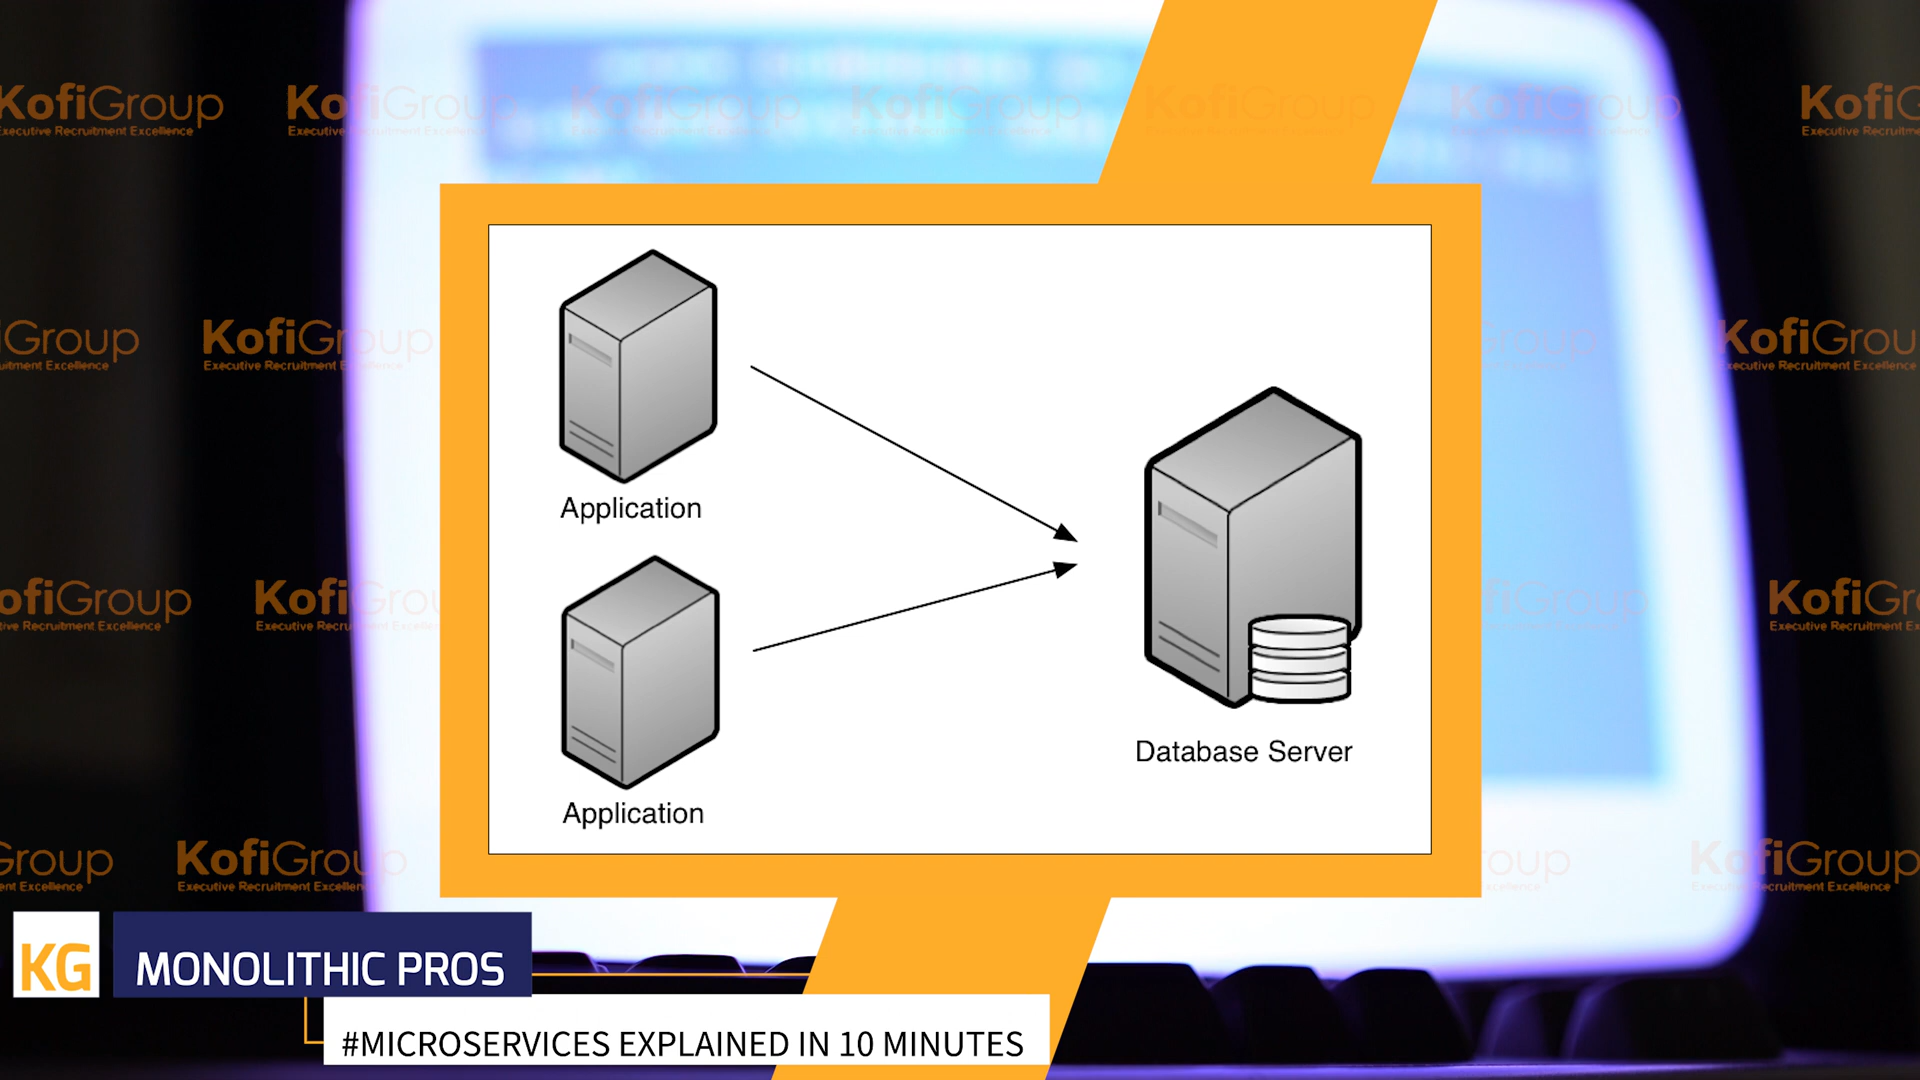 KofiGroup
Executive Recruitment Excellence
Application
Application
Database Server
KG
MONOLITHIC PROS
#MICROSERVICES EXPLAINED IN 10 MINUTES